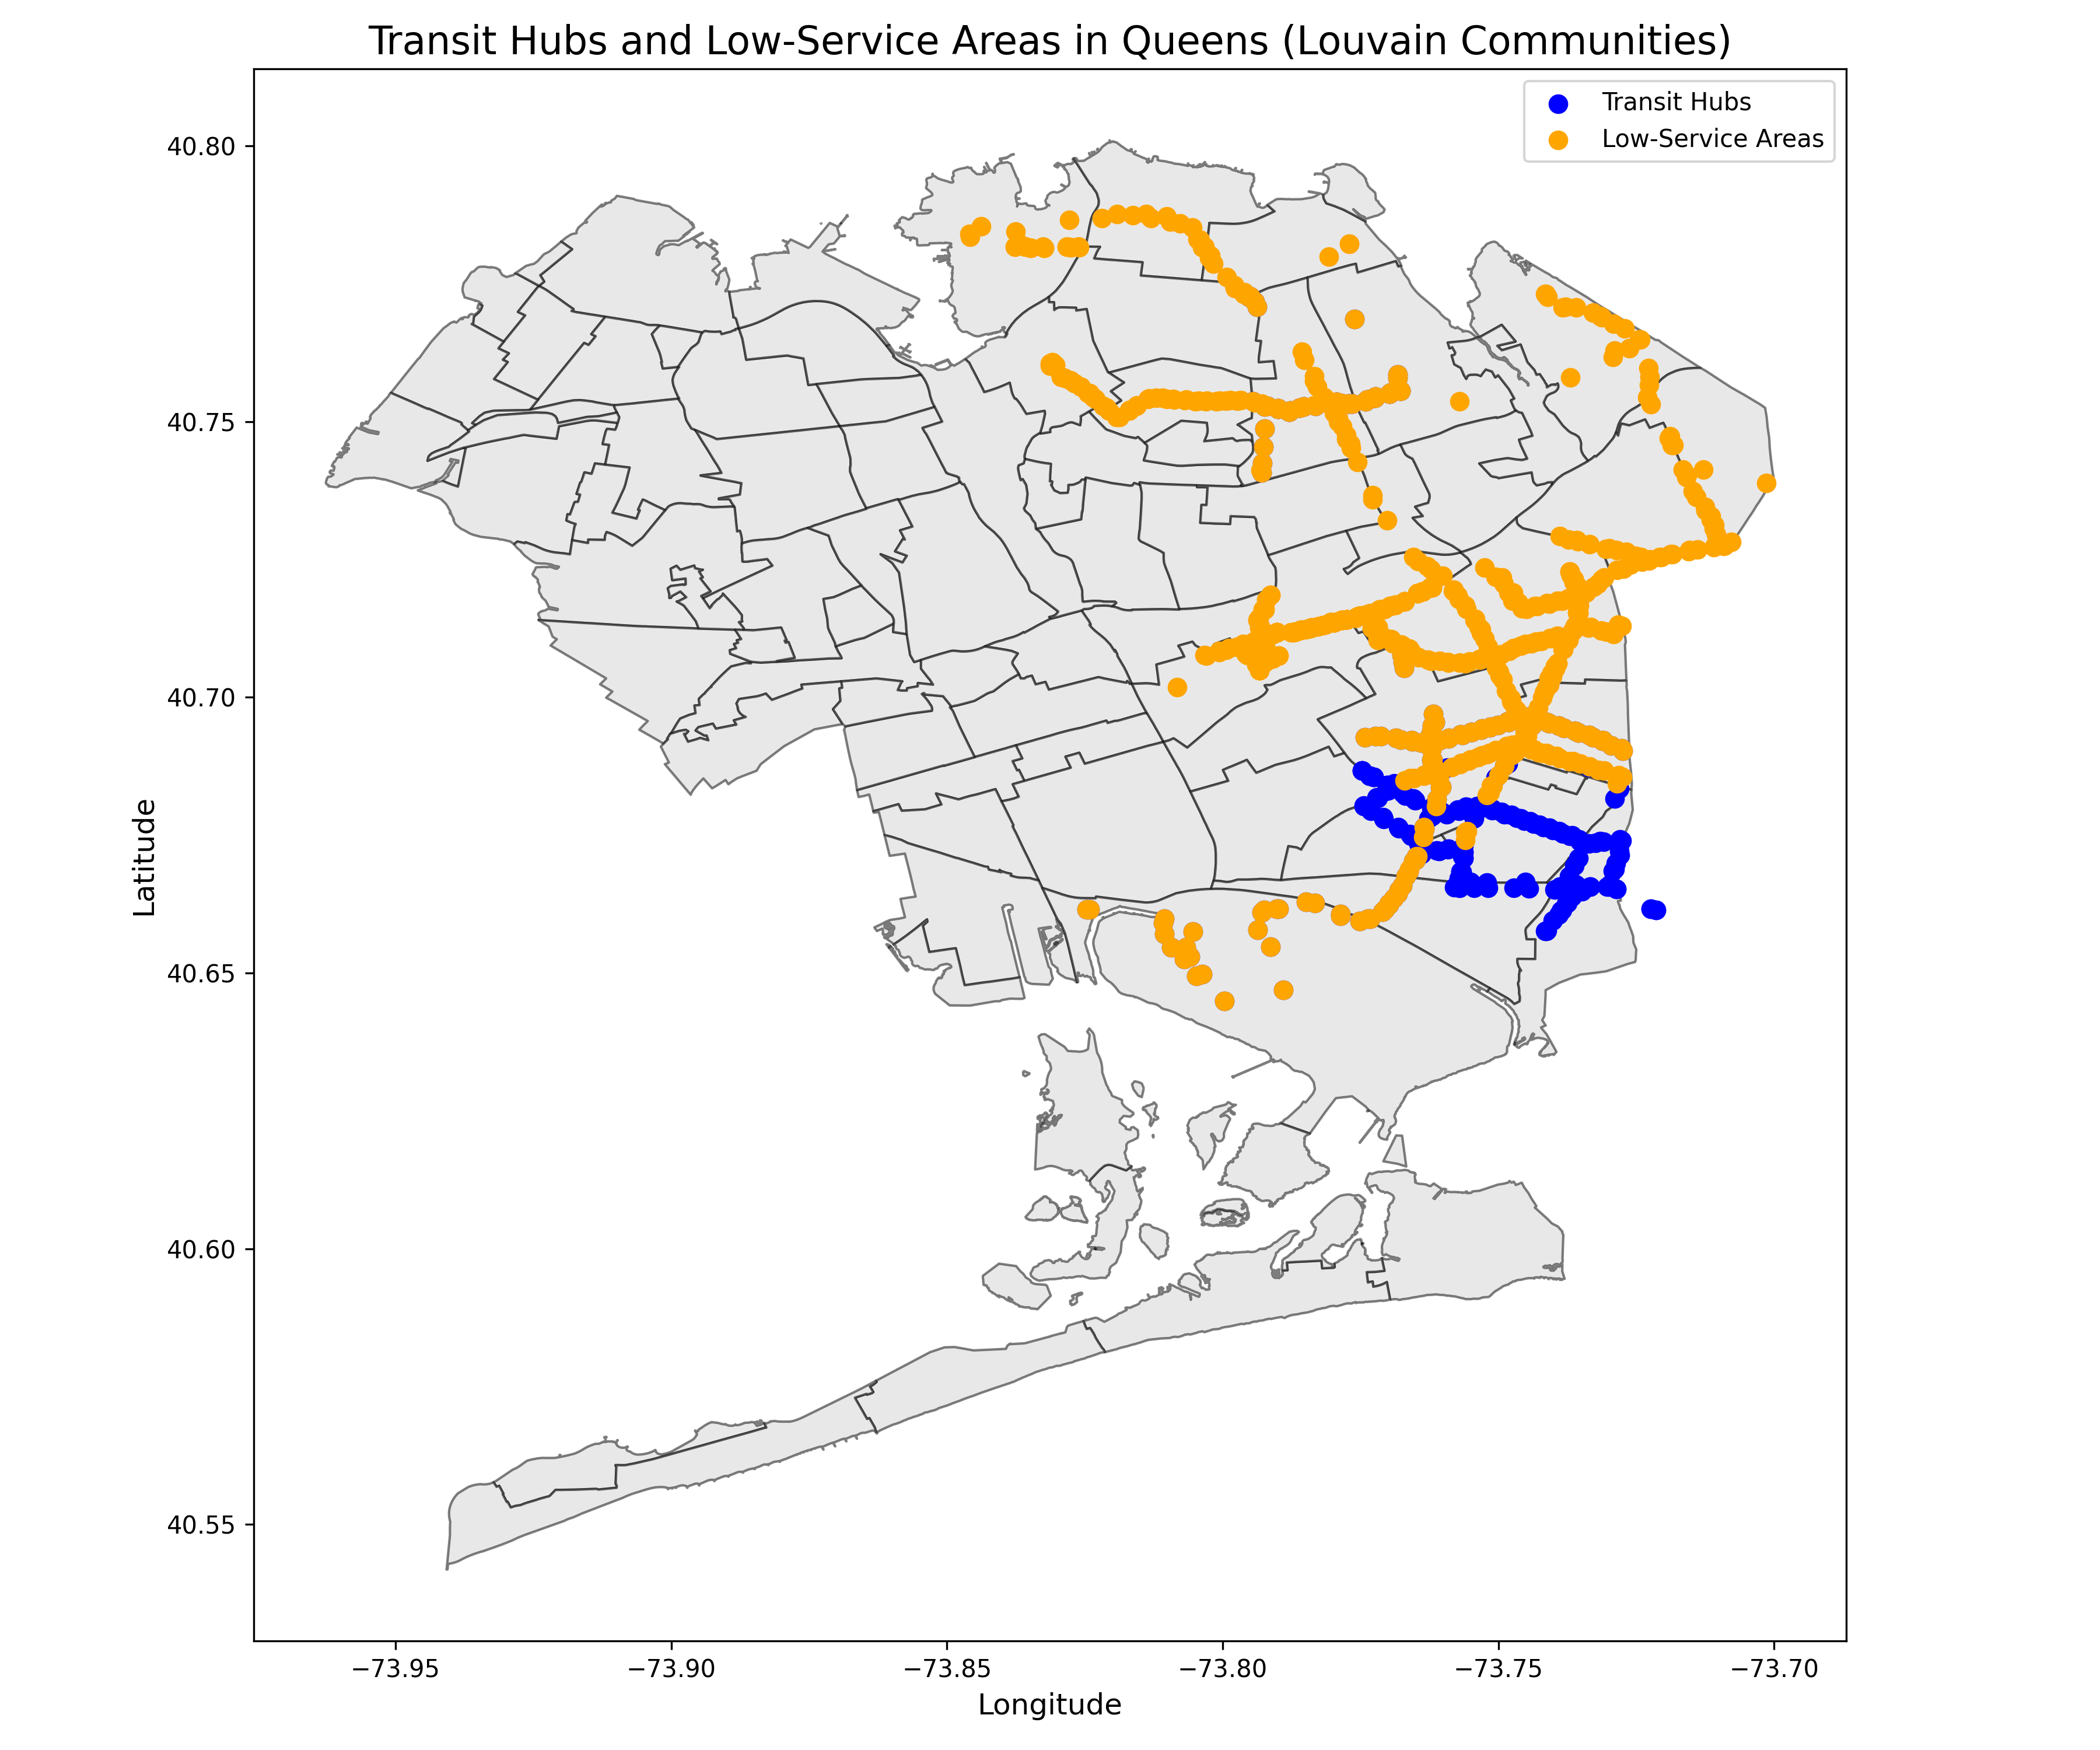 Transit Hubs and Low-Service Areas in Queens (Louvain Communities)
Transit Hubs
Low-Service Areas
40.80
40.75
40.70
40.65
40.60
40.55
Latitude
−73.95
−73.90
−73.85
−73.80
−73.75
−73.70
Longitude